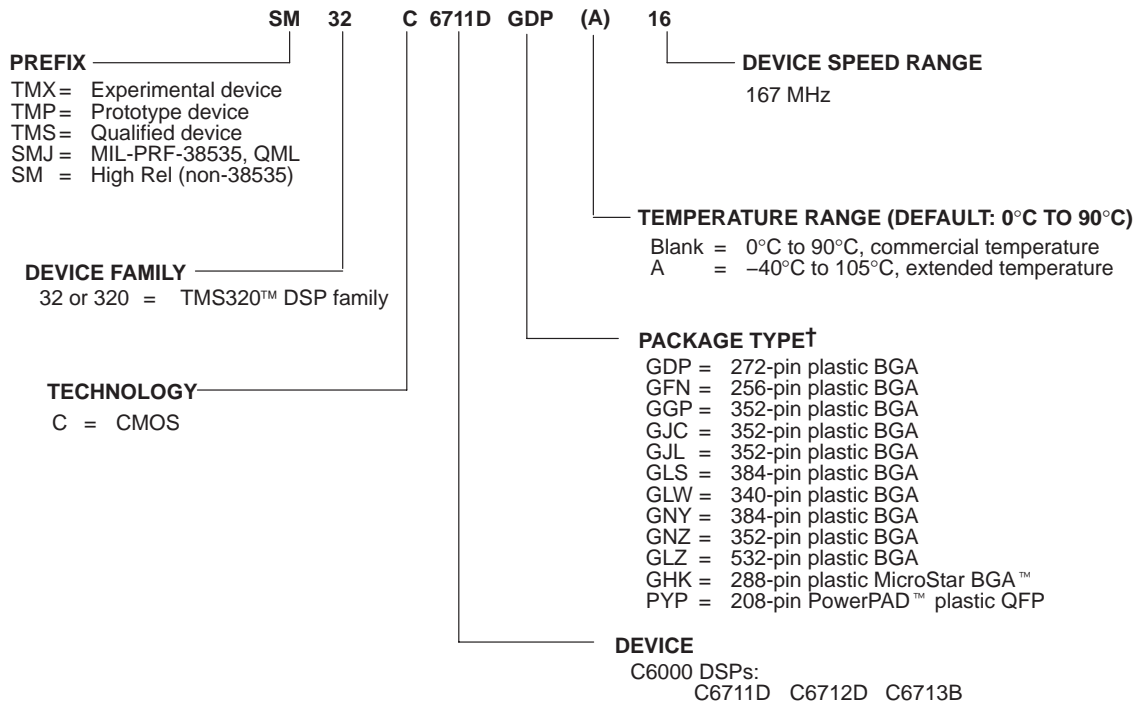 SM 32 C 6711D GDP (A) 16
PREFIX
TMX = Experimental device
TMP = Prototype device
TMS = Qualified device
SMJ = MIL-PRF-38535, QML
SM = High Rel (non-38535)
DEVICE SPEED RANGE
167 MHz
TEMPERATURE RANGE (DEFAULT: 0°C TO 90°C)
Blank = 0°C to 90°C, commercial temperature
A = −40°C to 105°C, extended temperature
DEVICE FAMILY
32 or 320 = TMS320™ DSP family
PACKAGE TYPE†
GDP = 272-pin plastic BGA
GFN = 256-pin plastic BGA
GGP = 352-pin plastic BGA
GJC = 352-pin plastic BGA
GJL = 352-pin plastic BGA
GLS = 384-pin plastic BGA
GLW = 340-pin plastic BGA
GNY = 384-pin plastic BGA
GNZ = 352-pin plastic BGA
GLZ = 532-pin plastic BGA
GHK = 288-pin plastic MicroStar BGA™
PYP = 208-pin PowerPAD™ plastic QFP
TECHNOLOGY
C = CMOS
DEVICE
C6000 DSPs:
C6711D C6712D C6713B